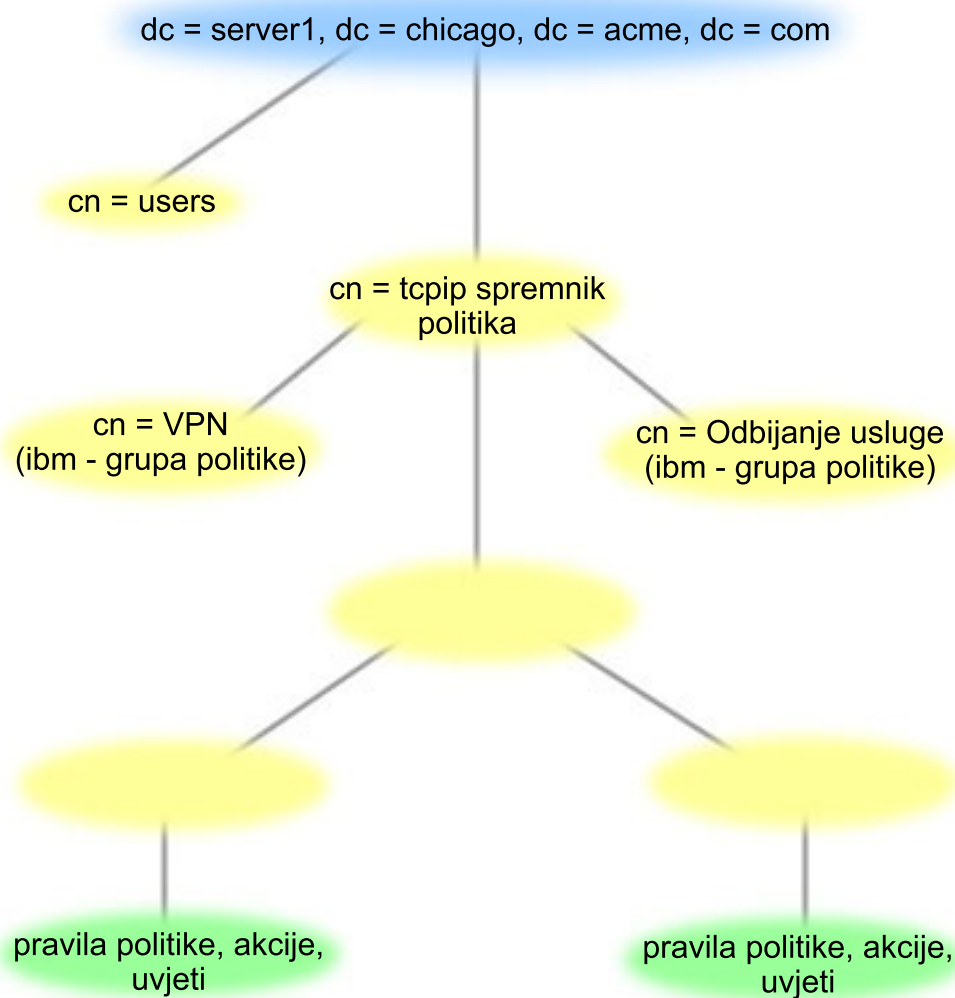 dc = server1, dc = chicago, dc = acme, dc = com
cn = users
cn = tcpip spremnik
politika
cn = VPN
(ibm - grupa politike)
cn = Odbijanje usluge
(ibm - grupa politike)
pravila politike, akcije,
uvjeti
pravila politike, akcije,
uvjeti